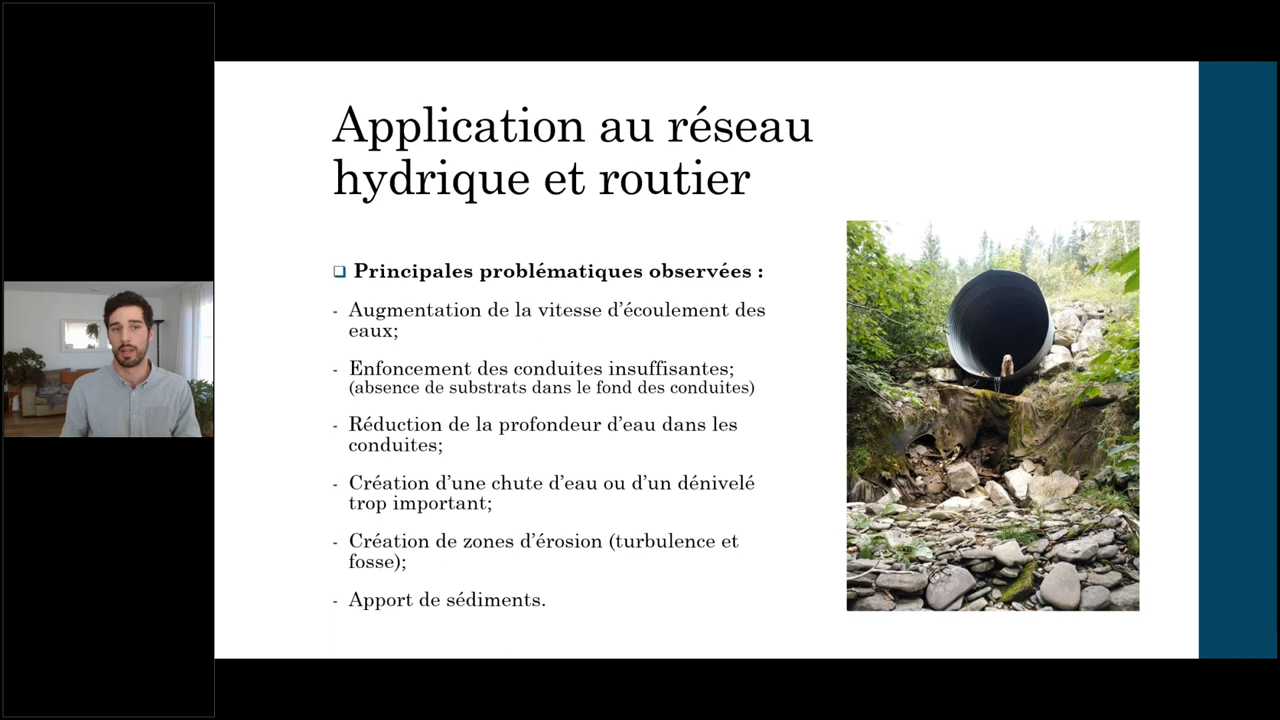 Application au réseau
hydrique et routier
❑ Principales problématiques observées :
- Augmentation de la vitesse d’écoulement des
eaux;
- Enfoncement des conduites insuffisantes;
(absence de substrats dans le fond des conduites)
- Réduction de la profondeur d’eau dans les
conduites;
- Création d’une chute d’eau ou d’un dénivelé
trop important;
- Création de zones d’érosion (turbulence et
fosse);
- Apport de sédiments.